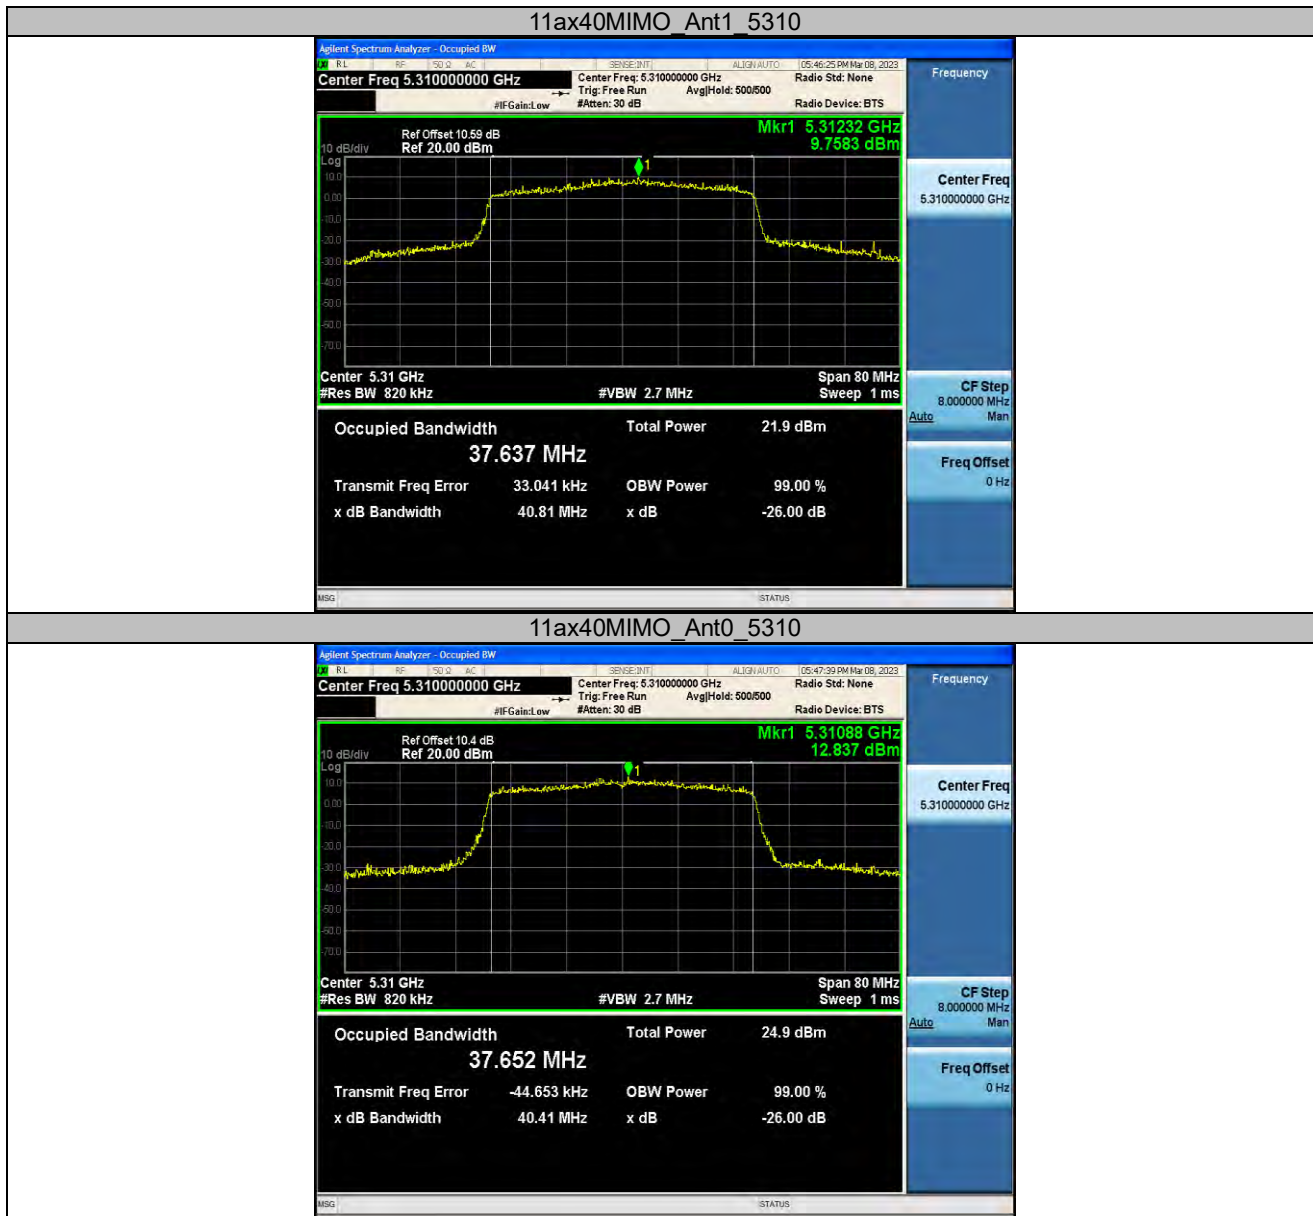 11ax40MIMO_Ant1_5310
Agilent Spectrum Analyzer - Occupied BW
RL RF 50 Ω AC SENSE:INT ALIGN AUTO 05:46:25 PM Mar 08, 2023
Center Freq 5.310000000 GHz
Center Freq: 5.310000000 GHz
Radio Std: None
Trig: Free Run Avg|Hold: 500/500
#IFGain:Low #Atten: 30 dB Radio Device: BTS
Frequency
Mkr1 5.31232 GHz
9.7583 dBm
Ref Offset 10.59 dB
10 dB/div Ref 20.00 dBm
Log
10.0
0.00
-10.0
-20.0
-30.0
-40.0
-50.0
-60.0
-70.0
1
Center 5.31 GHz Span 80 MHz
#Res BW 820 kHz #VBW 2.7 MHz Sweep 1 ms
Occupied Bandwidth Total Power 21.9 dBm
37.637 MHz
Transmit Freq Error 33.041 kHz OBW Power 99.00 %
x dB Bandwidth 40.81 MHz x dB -26.00 dB
Center Freq
5.310000000 GHz
CF Step
8.000000 MHz
Auto Man
Freq Offset
0 Hz
MSG STATUS
11ax40MIMO_Ant0_5310
Agilent Spectrum Analyzer - Occupied BW
RL RF 50 Ω AC SENSE:INT ALIGN AUTO 05:47:39 PM Mar 08, 2023
Center Freq 5.310000000 GHz
Center Freq: 5.310000000 GHz
Radio Std: None
Trig: Free Run Avg|Hold: 500/500
#IFGain:Low #Atten: 30 dB Radio Device: BTS
Frequency
Mkr1 5.31088 GHz
12.837 dBm
Ref Offset 10.4 dB
10 dB/div Ref 20.00 dBm
Log
10.0
0.00
-10.0
-20.0
-30.0
-40.0
-50.0
-60.0
-70.0
1
Center 5.31 GHz Span 80 MHz
#Res BW 820 kHz #VBW 2.7 MHz Sweep 1 ms
Occupied Bandwidth Total Power 24.9 dBm
37.652 MHz
Transmit Freq Error -44.653 kHz OBW Power 99.00 %
x dB Bandwidth 40.41 MHz x dB -26.00 dB
Center Freq
5.310000000 GHz
CF Step
8.000000 MHz
Auto Man
Freq Offset
0 Hz
MSG STATUS